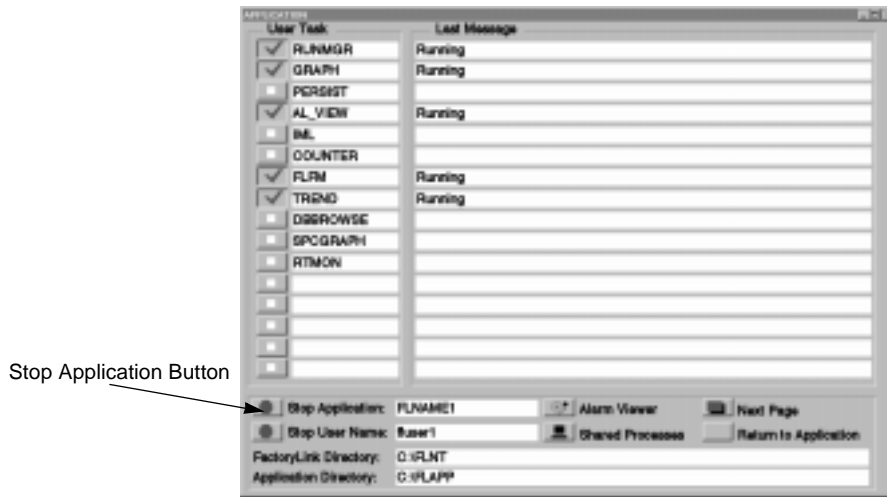 APPLICATION
User Task Last Message
RUNMGR Running
GRAPH Running
PERSIST
AL_VIEW Running
IML
COUNTER
FLFM Running
TREND Running
DBBROWSE
SPCGRAPH
RTMON
Stop Application Button
Stop Application: FLNAME1 Alarm Viewer Next Page
Stop User Name: fluser1 Shared Processes Return to Application
FactoryLink Directory: C:\FLNT
Application Directory: C:\FLAPP